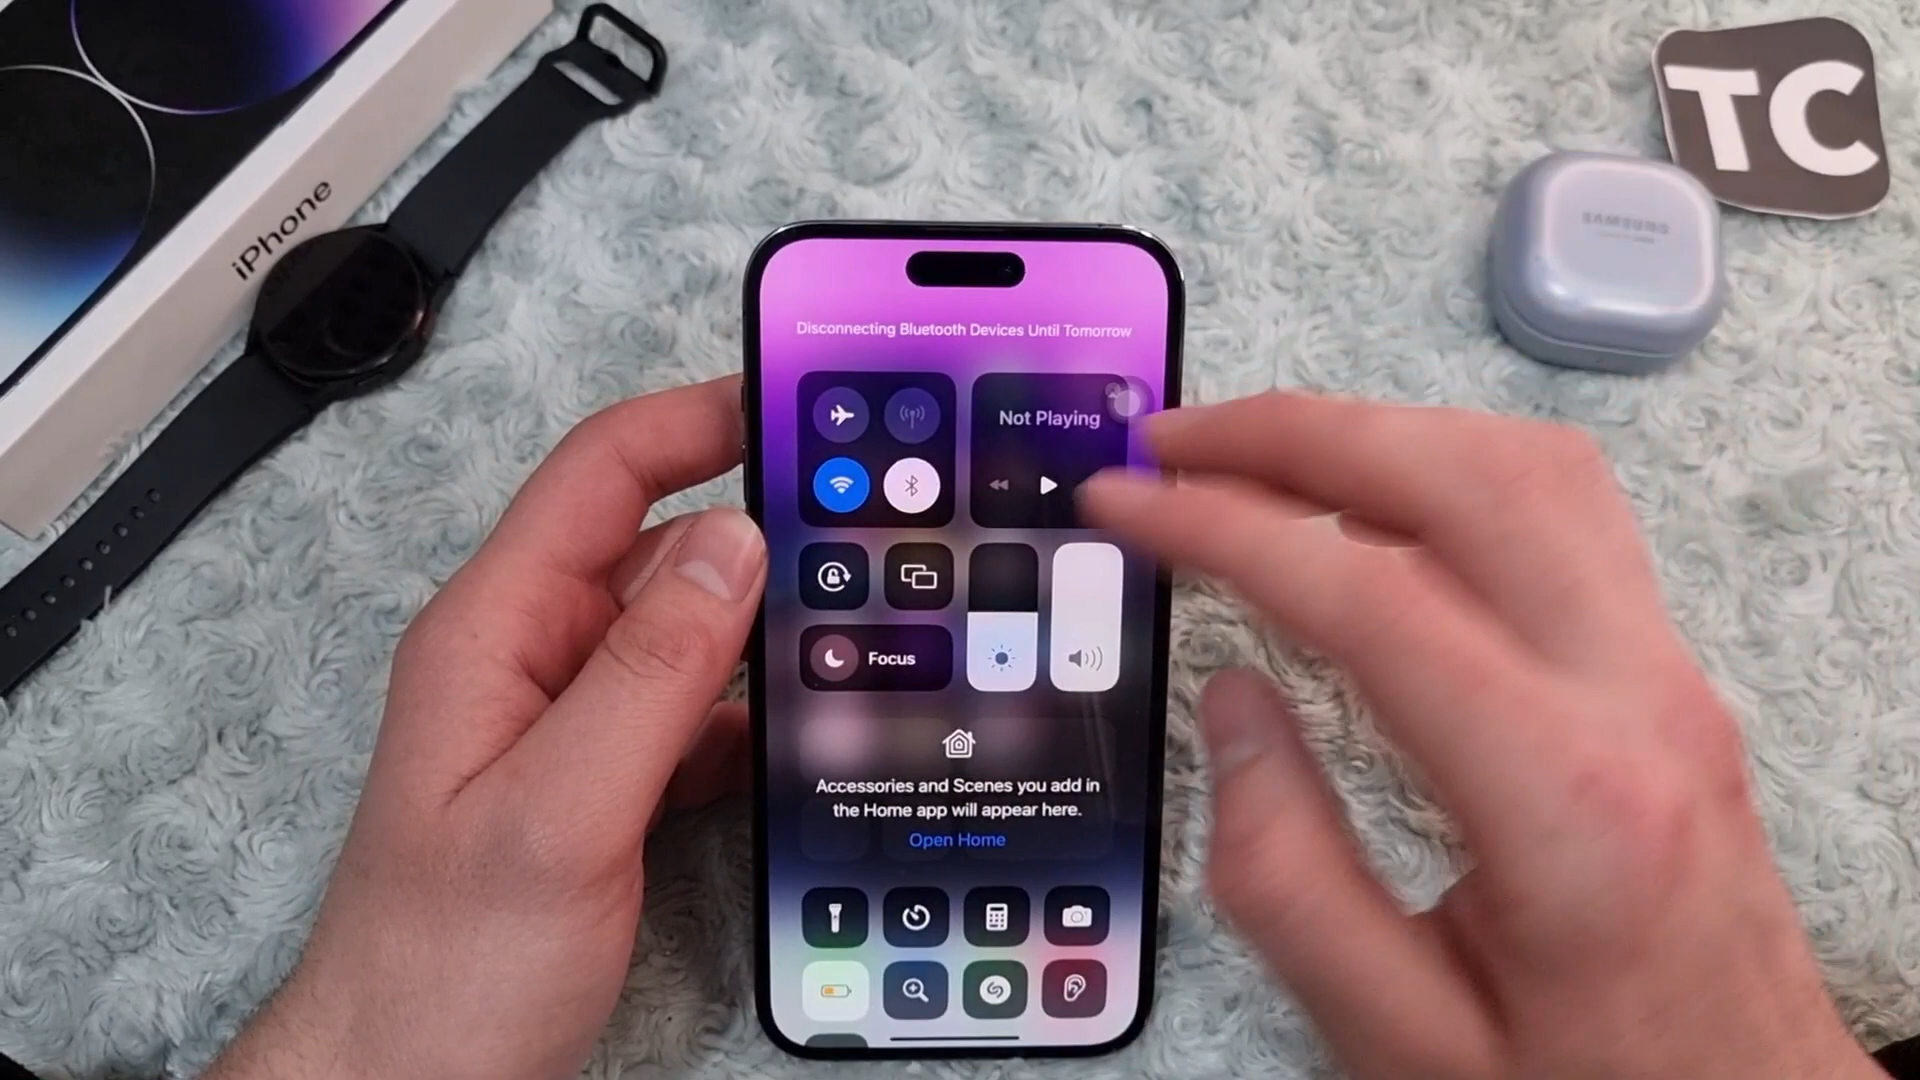 iPhone
TC
SAMSUNG
Disconnecting Bluetooth Devices Until Tomorrow
Not Playing
Focus
Accessories and Scenes you add in
the Home app will appear here.
Open Home